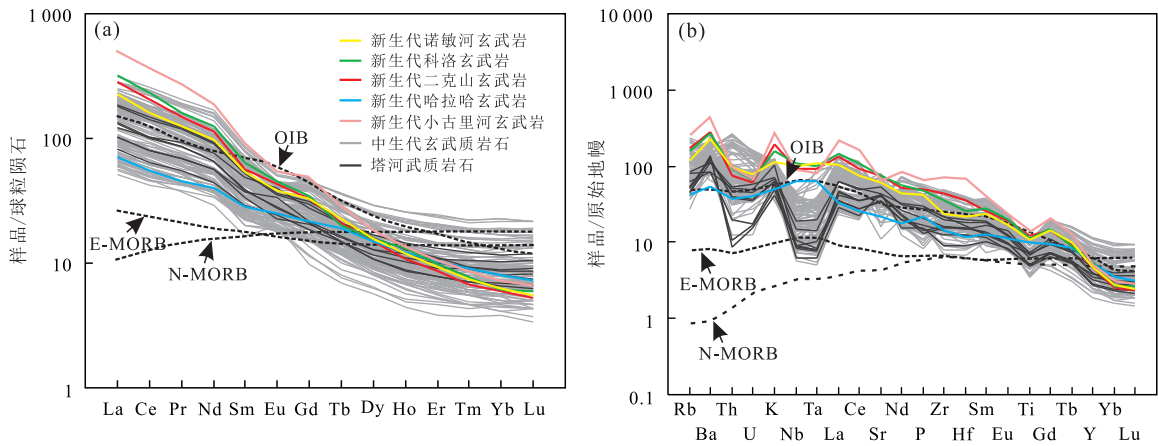 (a)
样品/球粒陨石
1 000
100
10
1
新生代诺敏河玄武岩
新生代科洛玄武岩
新生代二克山玄武岩
新生代哈拉哈玄武岩
新生代小古里河玄武岩
中生代玄武质岩石
塔河武质岩石
OIB
E-MORB
N-MORB
La Ce Pr Nd Sm Eu Gd Tb Dy Ho Er Tm Yb Lu
(b)
样品/原始地幔
10 000
1 000
100
10
1
0.1
OIB
E-MORB
N-MORB
Rb Th K Ta Ce Nd Zr Sm Ti Tb Yb
Ba U Nb La Sr P Hf Eu Gd Y Lu